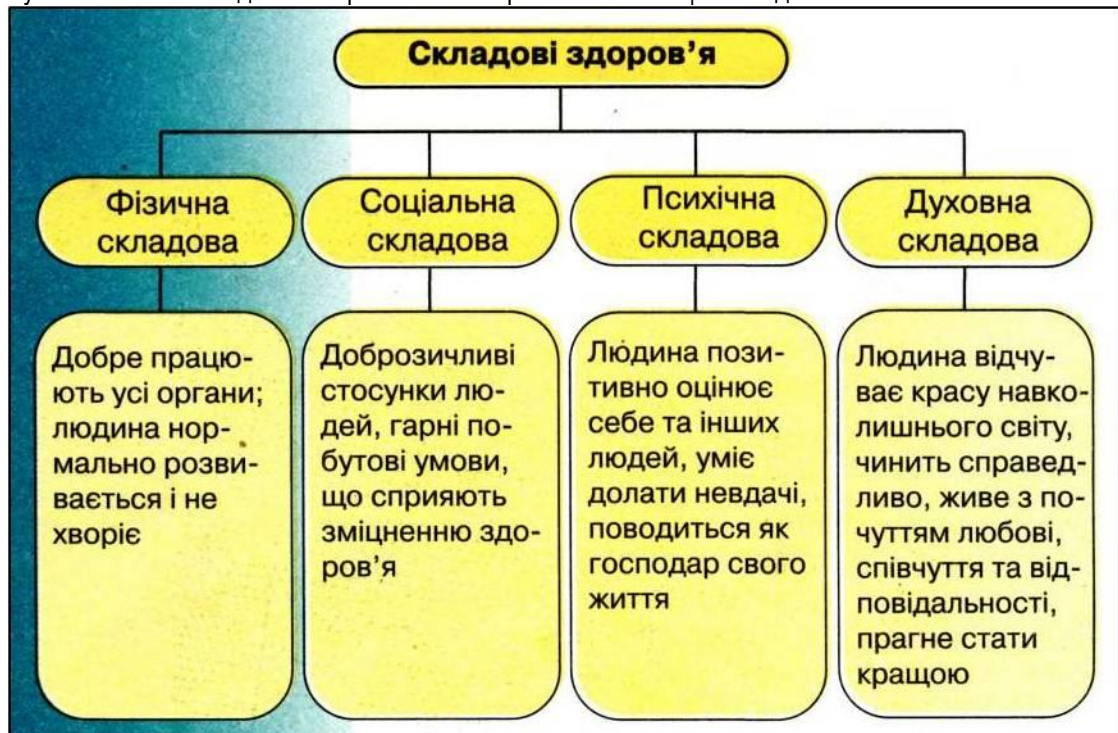 Складові здоров’я
Фізична
складова
Соціальна
складова
Психічна
складова
Духовна
складова
Добре працю-
ють усі органи;
людина нор-
мально розви-
вається і не
хворіє
Доброзичливі
стосунки лю-
дей, гарні по-
бутові умови,
що сприяють
зміцненню здо-
ров’я
Людина пози-
тивно оцінює
себе та інших
людей, уміє
долати невдачі,
поводиться як
господар свого
життя
Людина відчу-
ває красу навко-
лишнього світу,
чинить справед-
ливо, живе з по-
чуттям любові,
співчуття та від-
повідальності,
прагне стати
кращою